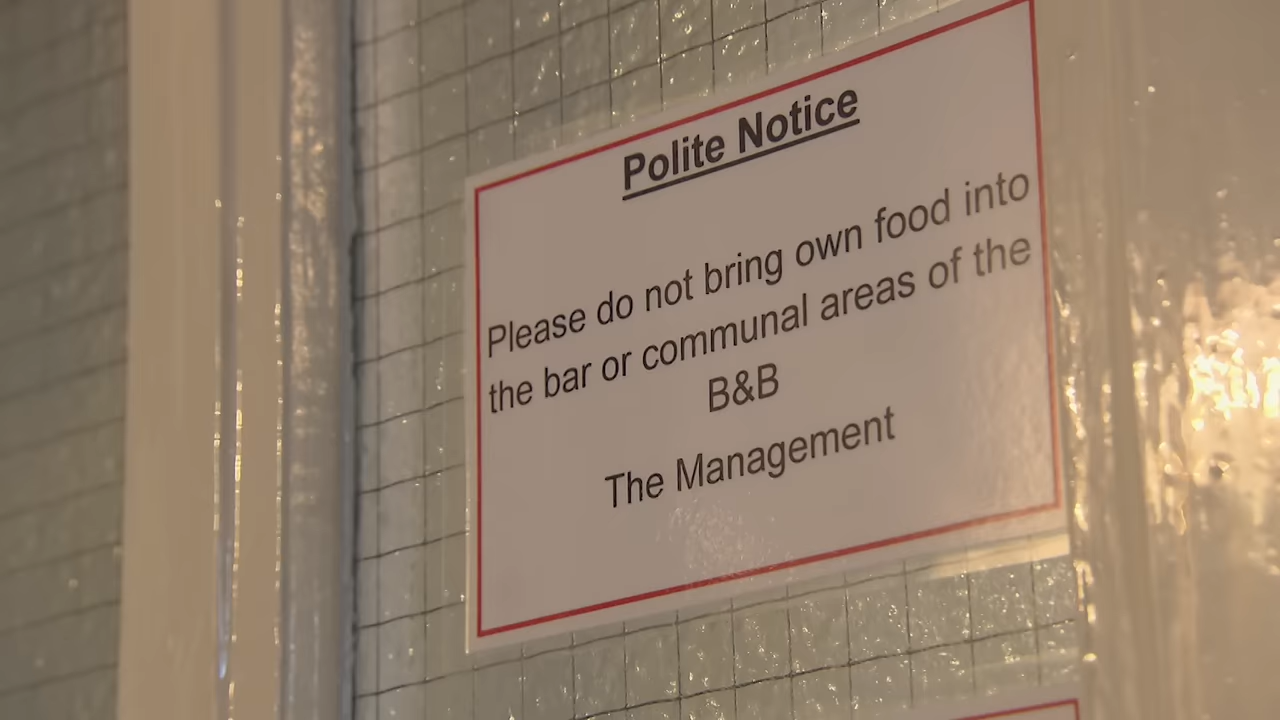 Polite Notice
Please do not bring own food into
the bar or communal areas of the
B&B
The Management